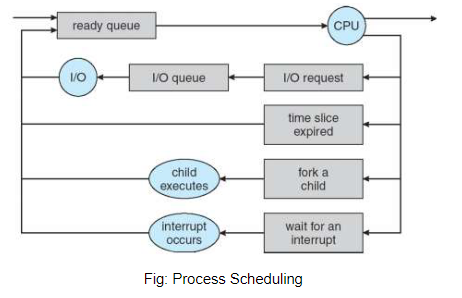 ready queue
CPU
I/O
I/O queue
I/O request
time slice
expired
child
executes
fork a
child
interrupt
occurs
wait for an
interrupt
Fig: Process Scheduling